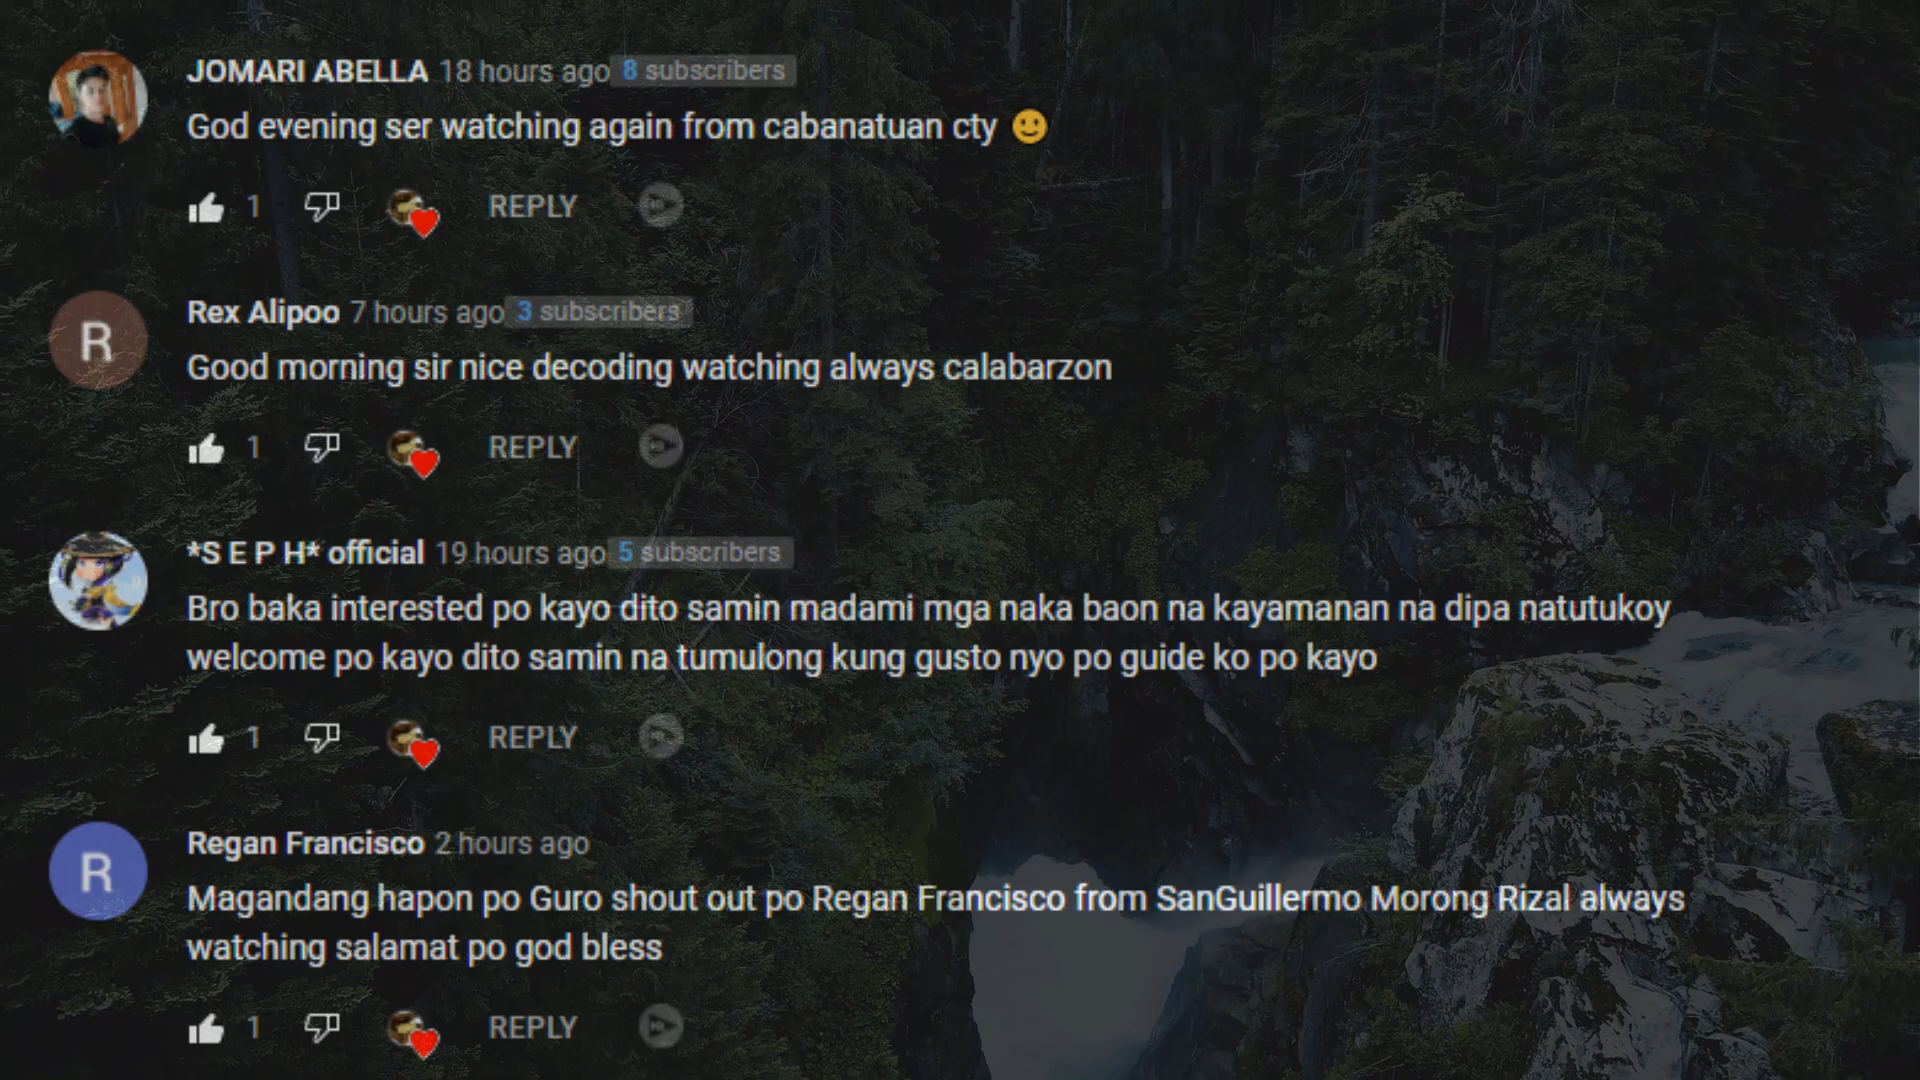 JOMARI ABELLA 18 hours ago 8 subscribers
God evening ser watching again from cabanatuan cty
1 REPLY
R
Rex Alipoo 7 hours ago 3 subscribers
Good morning sir nice decoding watching always calabarzon
1 REPLY
*S E P H* official 19 hours ago 5 subscribers
Bro baka interested po kayo dito samin madami mga naka baon na kayamanan na dipa natutukoy
welcome po kayo dito samin na tumulong kung gusto nyo po guide ko po kayo
1 REPLY
R
Regan Francisco 2 hours ago
Magandang hapon po Guro shout out po Regan Francisco from SanGuillermo Morong Rizal always
watching salamat po god bless
1 REPLY